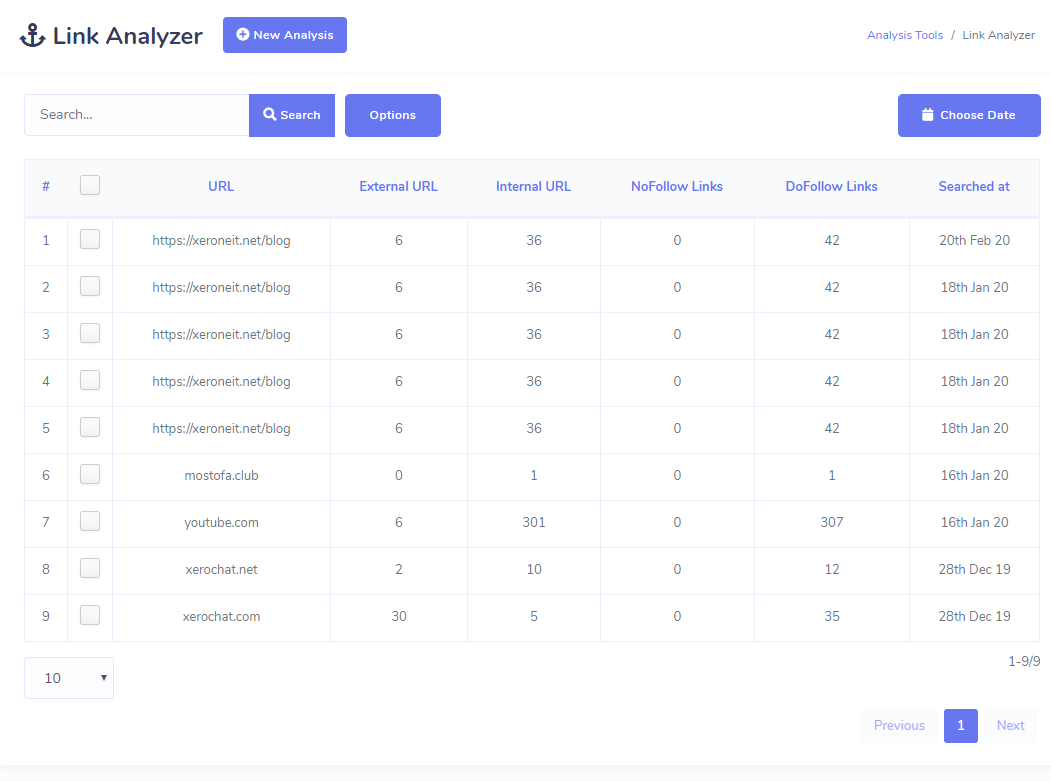 Link Analyzer New Analysis Analysis Tools / Link Analyzer
Search... Search Options Choose Date
# URL External URL Internal URL NoFollow Links DoFollow Links Searched at
1 https://xeroneit.net/blog 6 36 0 42 20th Feb 20
2 https://xeroneit.net/blog 6 36 0 42 18th Jan 20
3 https://xeroneit.net/blog 6 36 0 42 18th Jan 20
4 https://xeroneit.net/blog 6 36 0 42 18th Jan 20
5 https://xeroneit.net/blog 6 36 0 42 18th Jan 20
6 mostofa.club 0 1 0 1 16th Jan 20
7 youtube.com 6 301 0 307 16th Jan 20
8 xerochat.net 2 10 0 12 28th Dec 19
9 xerochat.com 30 5 0 35 28th Dec 19
1-9/9
10
Previous 1 Next